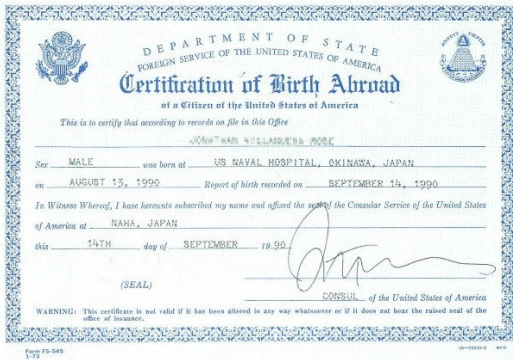 DEPARTMENT OF STATE
FOREIGN SERVICE OF THE UNITED STATES OF AMERICA
Certification of Birth Abroad
of a Citizen of the United States of America
This is to certify that according to records on file in this Office
Sex MALE was born at US NAVAL HOSPITAL, OKINAWA, JAPAN
on AUGUST 13, 1990 Report of birth recorded on SEPTEMBER 14, 1990
In Witness Whereof, I have hereunto subscribed my name and affixed the seal of the Consular Service of the United States
of America at NAHA, JAPAN
this 14TH day of SEPTEMBER 19 90
(SEAL)
CONSUL of the United States of America
WARNING: This certificate is not valid if it has been altered in any way whatsoever or if it does not bear the raised seal of the
office of issuance.
Form FS-545
1-73